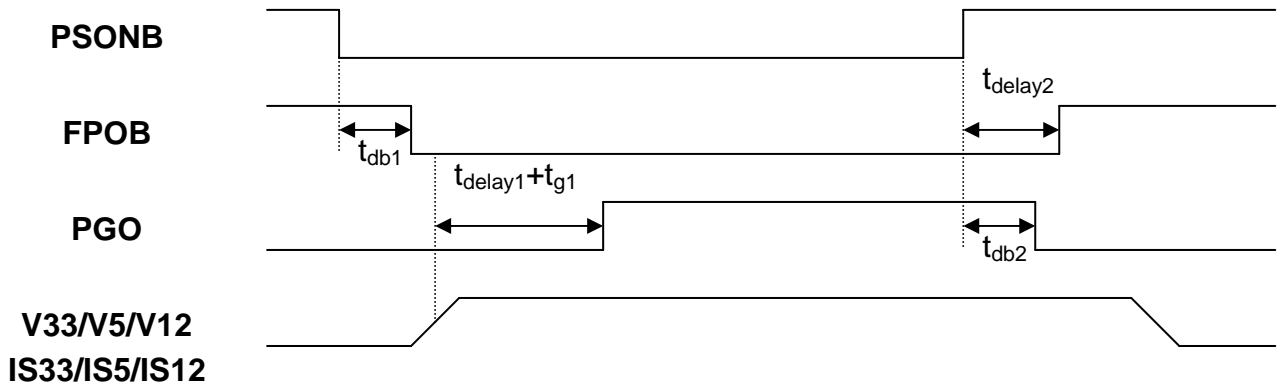 PSONB
t_delay2
FPOB
t_db1
t_delay1+t_g1
PGO
t_db2
V33/V5/V12
IS33/IS5/IS12